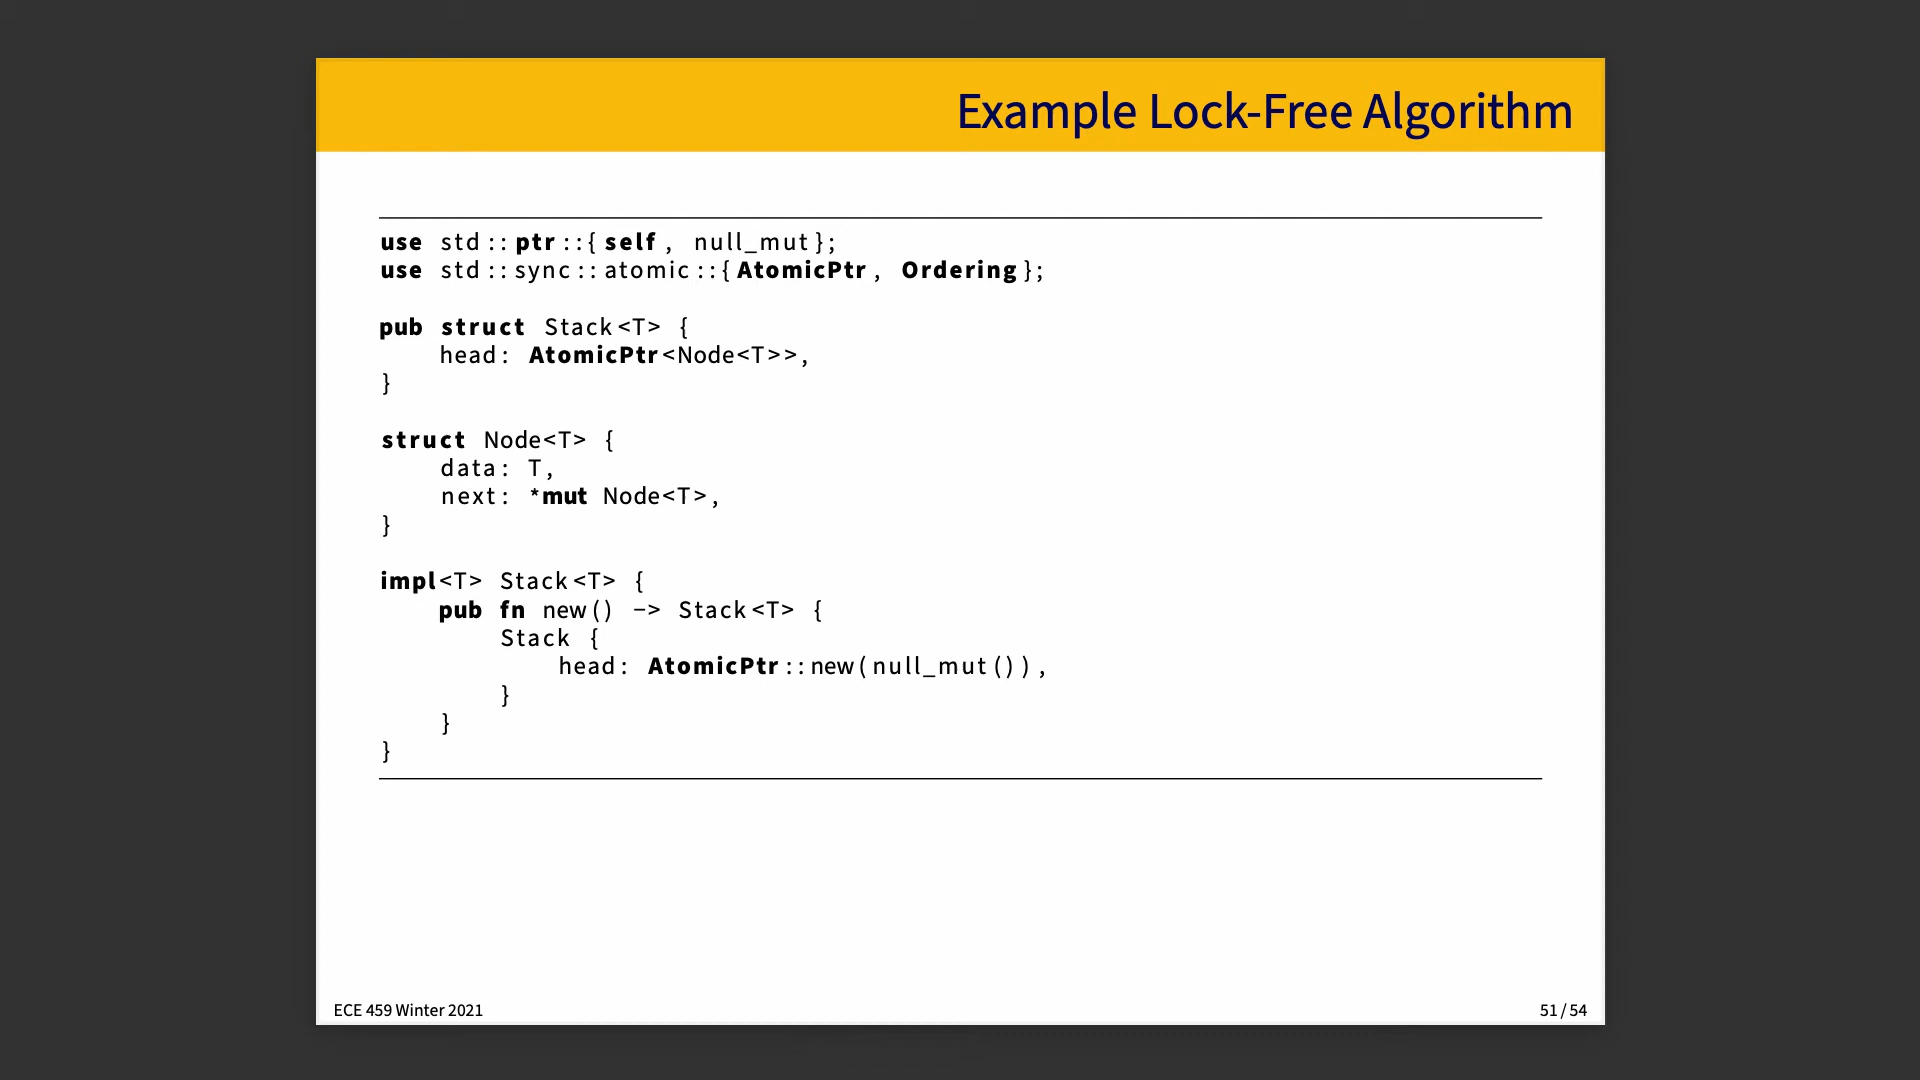 Example Lock-Free Algorithm
use std::ptr::{self, null_mut};
use std::sync::atomic::{AtomicPtr, Ordering};
pub struct Stack<T> {
head: AtomicPtr<Node<T>>,
}
struct Node<T> {
data: T,
next: *mut Node<T>,
}
impl<T> Stack<T> {
pub fn new() -> Stack<T> {
Stack {
head: AtomicPtr::new(null_mut()),
}
}
}
ECE 459 Winter 2021
51 / 54